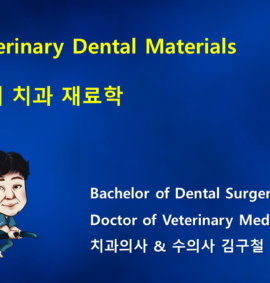 erinary Dental Materials
치과 재료학
Bachelor of Dental Surger
Doctor of Veterinary Med
치과의사 & 수의사 김구철